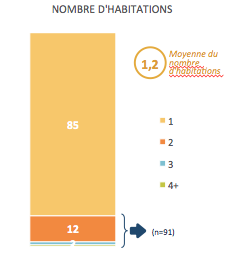 NOMBRE D'HABITATIONS
1,2
Moyenne du
nombre
d'habitations
85
1
2
3
4+
12
(n=91)